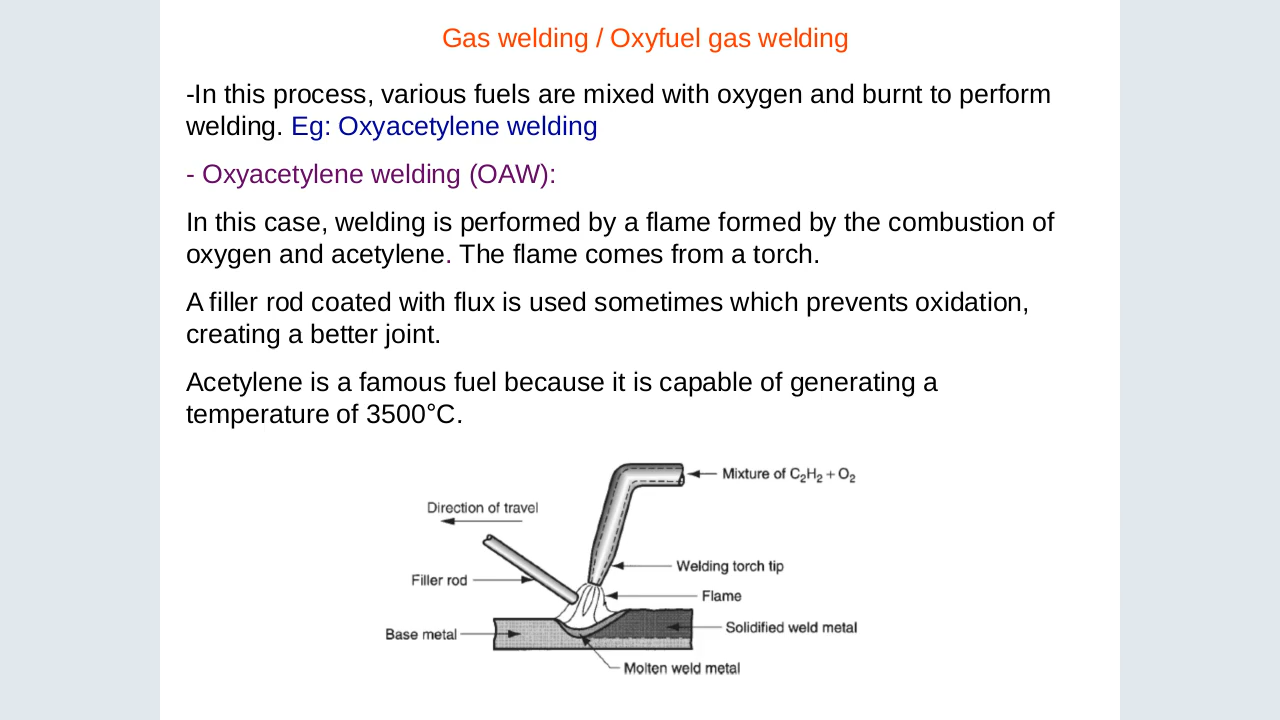 Gas welding / Oxyfuel gas welding
-In this process, various fuels are mixed with oxygen and burnt to perform
welding. Eg: Oxyacetylene welding
- Oxyacetylene welding (OAW):
In this case, welding is performed by a flame formed by the combustion of
oxygen and acetylene. The flame comes from a torch.
A filler rod coated with flux is used sometimes which prevents oxidation,
creating a better joint.
Acetylene is a famous fuel because it is capable of generating a
temperature of 3500°C.
Mixture of C₂H₂ + O₂
Direction of travel
Welding torch tip
Filler rod
Flame
Solidified weld metal
Base metal
Molten weld metal